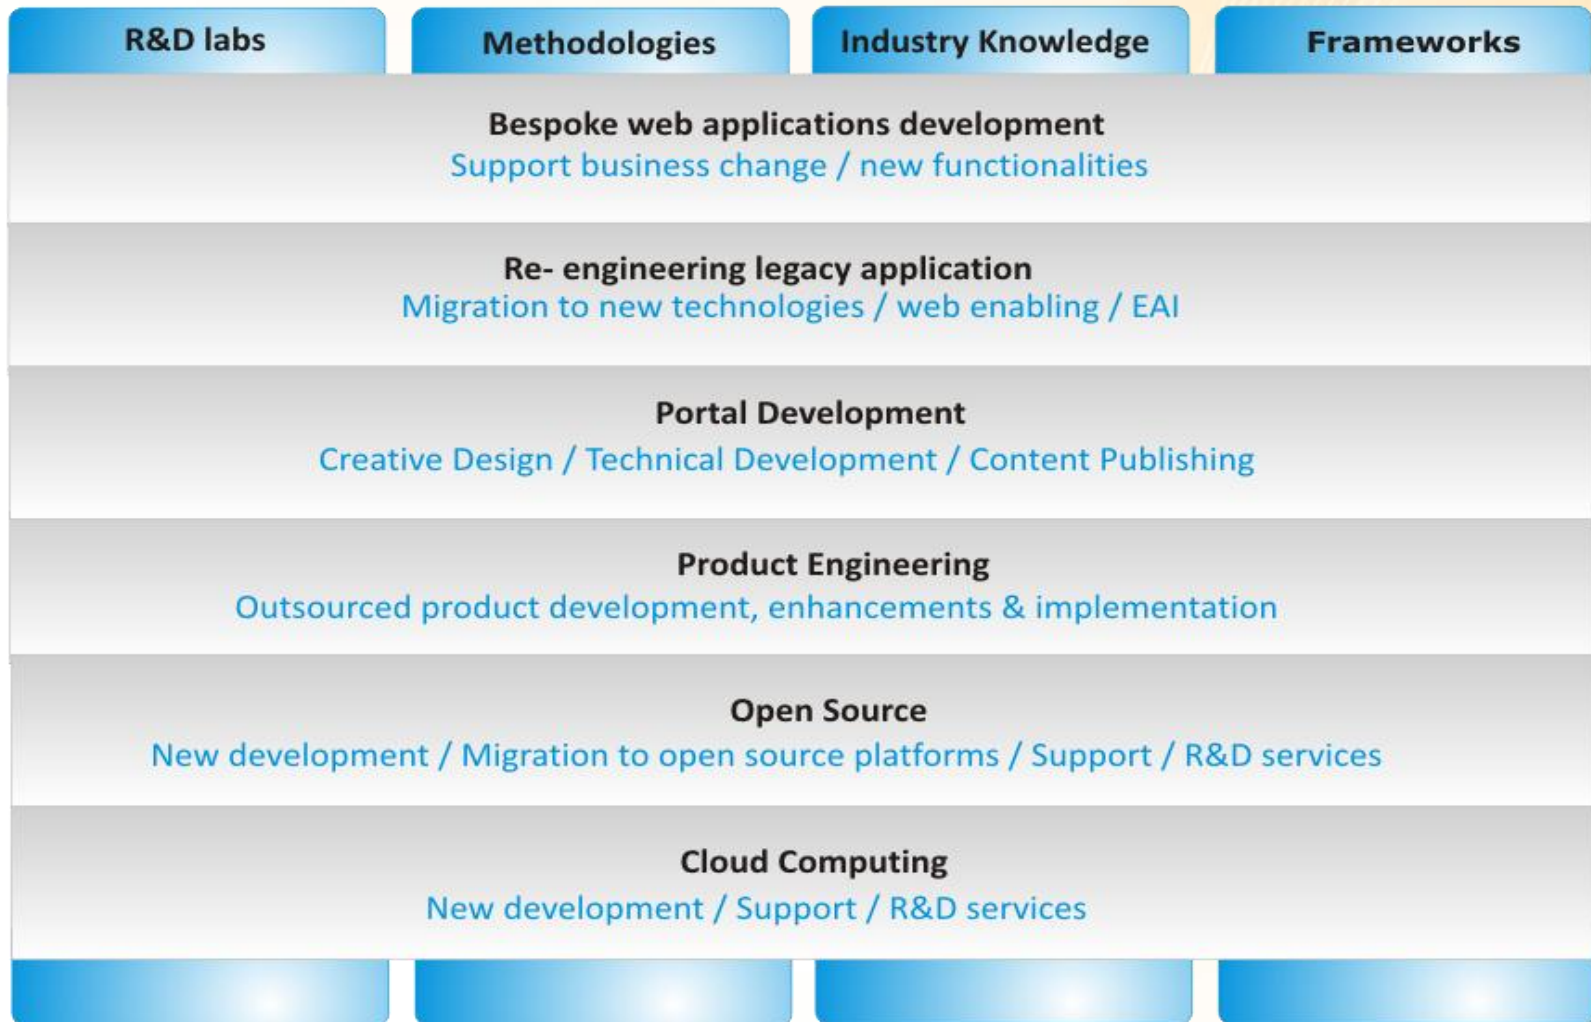 R&D labs
Methodologies
Industry Knowledge
Frameworks
Bespoke web applications development
Support business change / new functionalities
Re- engineering legacy application
Migration to new technologies / web enabling / EAI
Portal Development
Creative Design / Technical Development / Content Publishing
Product Engineering
Outsourced product development, enhancements & implementation
Open Source
New development / Migration to open source platforms / Support / R&D services
Cloud Computing
New development / Support / R&D services